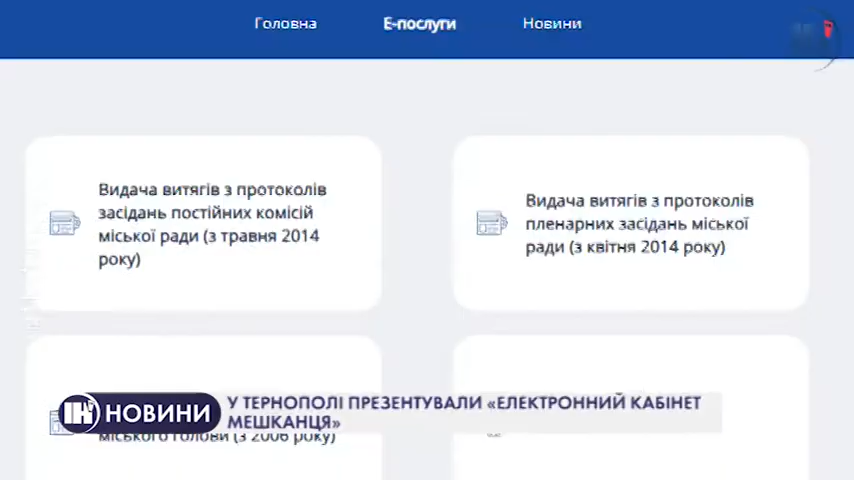 Головна
Е-послуги
Новини
Видача витягів з протоколів
засідань постійних комісій
міської ради (з травня 2014
року)
Видача витягів з протоколів
пленарних засідань міської
ради (з квітня 2014 року)
ІН НОВИНИ
У ТЕРНОПОЛІ ПРЕЗЕНТУВАЛИ «ЕЛЕКТРОННИЙ КАБІНЕТ
МЕШКАНЦЯ»
міського голови (з 2006 року)